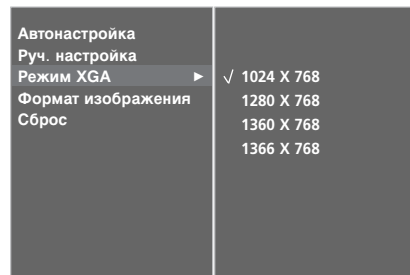 Автонастройка
Руч. настройка
Режим XGA ►
Формат изображения
Сброс
√ 1024 X 768
1280 X 768
1360 X 768
1366 X 768